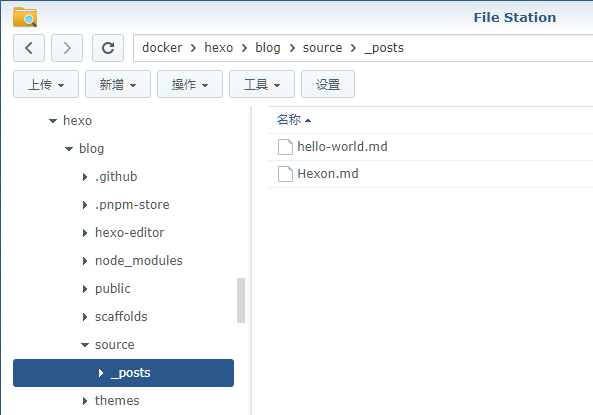 File Station
docker > hexo > blog > source > _posts
上传 新增 操作 工具 设置
hexo
blog
.github
.pnpm-store
hexo-editor
node_modules
public
scaffolds
source
_posts
themes
名称
hello-world.md
Hexon.md